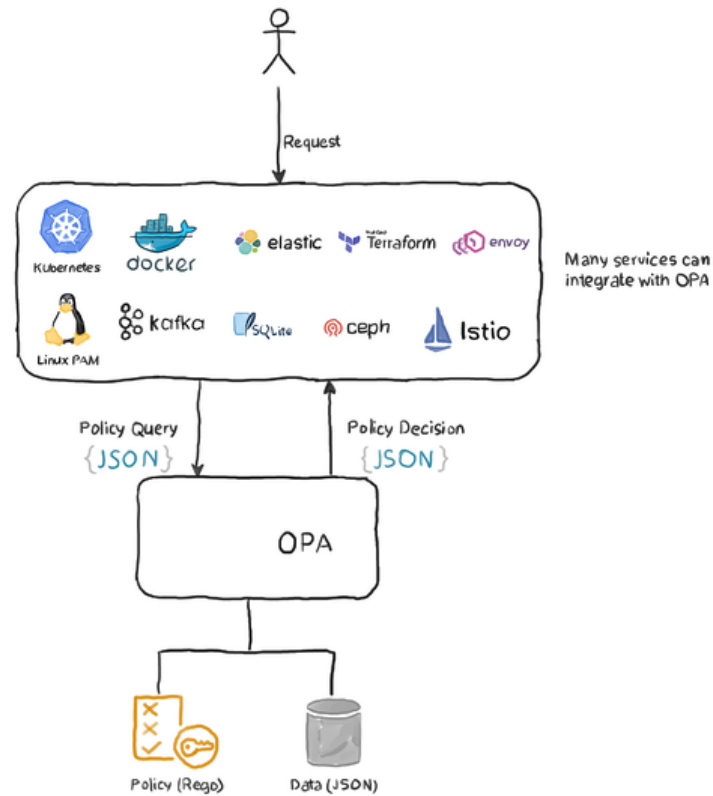 Request
Kubernetes
docker
elastic
Terraform
envoy
Many services can
integrate with OPA
Linux PAM
kafka
SQLite
ceph
Istio
Policy Query
{JSON}
Policy Decision
{JSON}
OPA
Policy (Rego)
Data (JSON)